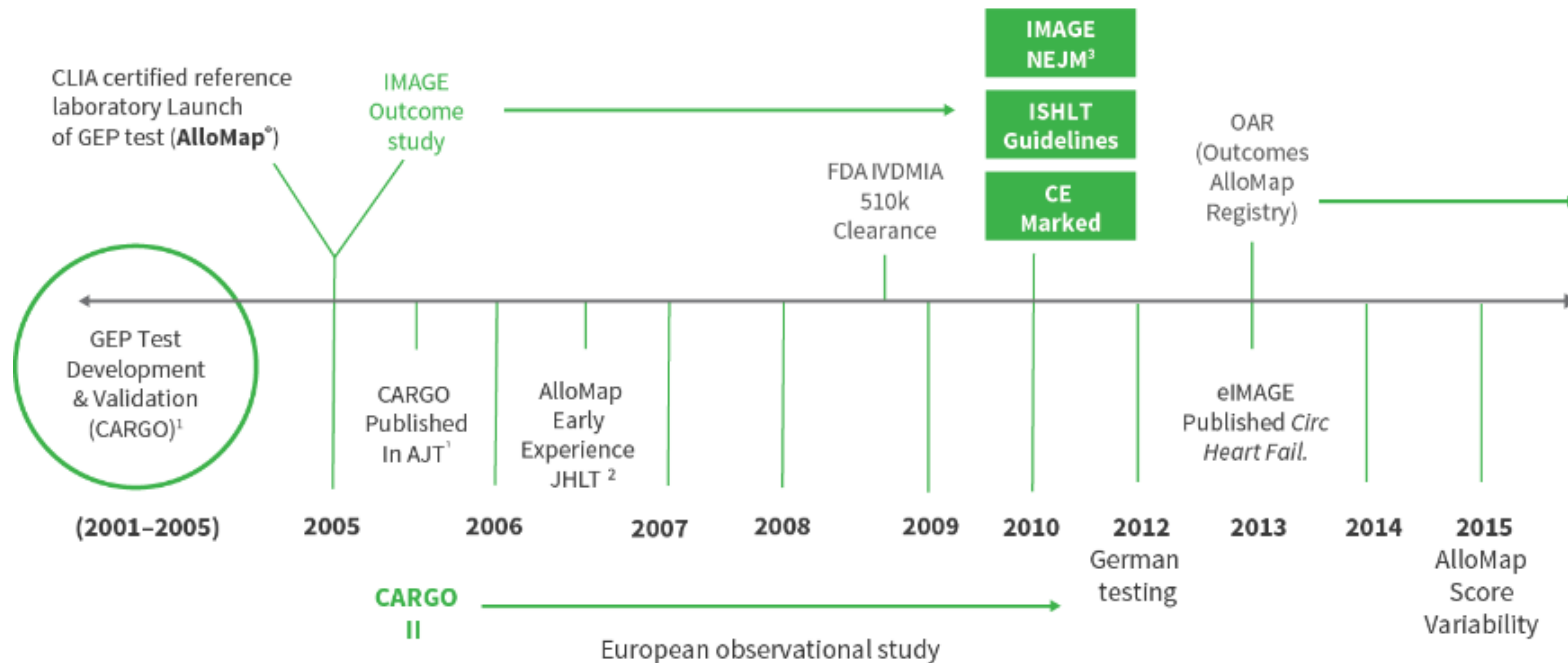 CLIA certified reference
laboratory Launch
of GEP test (AlloMap®)
IMAGE
Outcome
study
FDA IVDMIA
510k
Clearance
IMAGE
NEJM³
ISHLT
Guidelines
CE
Marked
OAR
(Outcomes
AlloMap
Registry)
GEP Test
Development
& Validation
(CARGO)¹
CARGO
Published
In AJT¹
AlloMap
Early
Experience
JHLT ²
eIMAGE
Published Circ
Heart Fail.
(2001–2005)
2005
2006
2007
2008
2009
2010
2012
German
testing
2013
2014
2015
AlloMap
Score
Variability
CARGO
II
European observational study